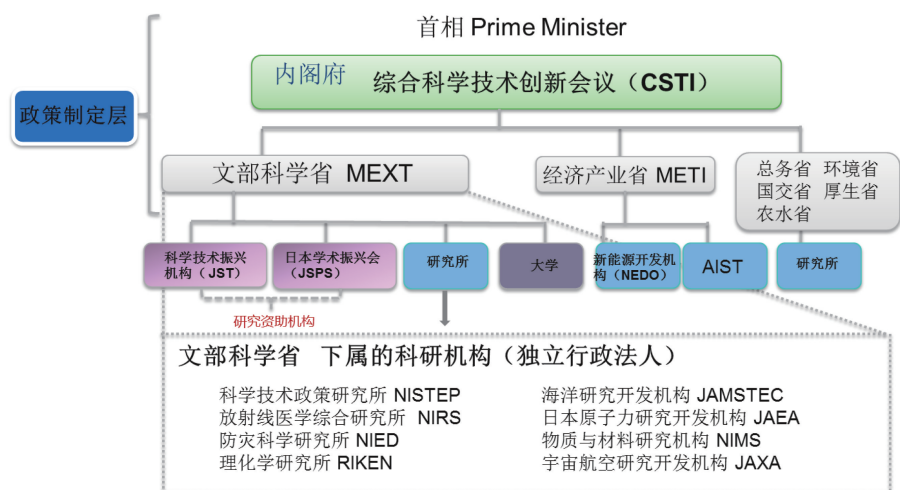 首相 Prime Minister
内阁府 综合科学技术创新会议（CSTI）
政策制定层
文部科学省 MEXT
经济产业省 METI
总务省 环境省
国交省 厚生省
农水省
科学技术振兴
机构（JST）
日本学术振兴会
（JSPS）
研究所
大学
新能源开发机
构（NEDO）
AIST
研究所
研究资助机构
文部科学省 下属的科研机构（独立行政法人）
科学技术政策研究所 NISTEP
放射线医学综合研究所 NIRS
防灾科学研究所 NIED
理化学研究所 RIKEN
海洋研究开发机构 JAMSTEC
日本原子力研究开发机构 JAEA
物质与材料研究机构 NIMS
宇宙航空研究开发机构 JAXA